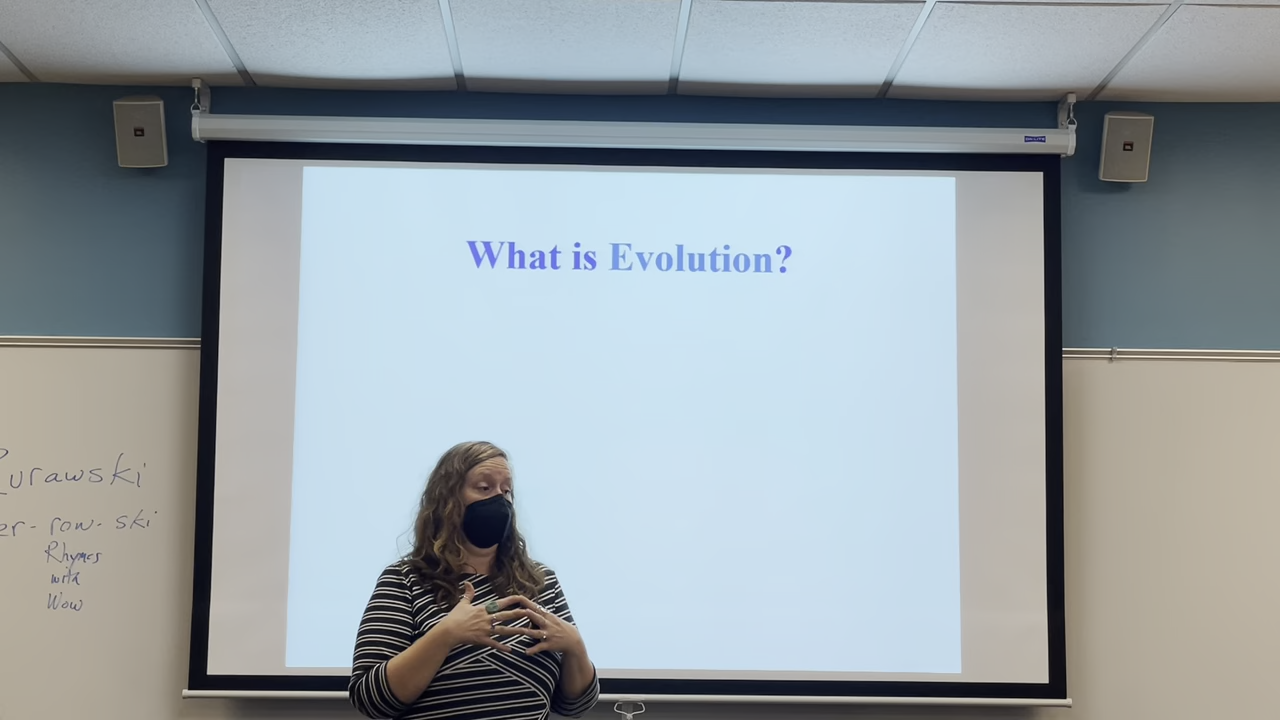 What is Evolution?
urawski
er-row-ski
Rhymes
with
Wow